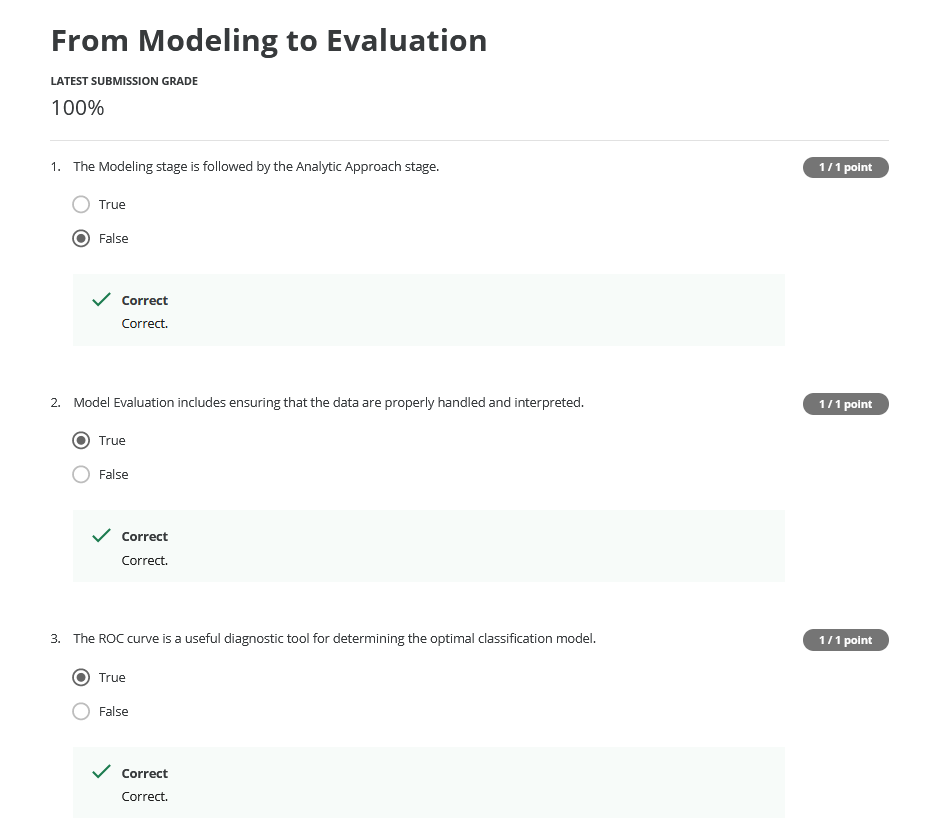 From Modeling to Evaluation
LATEST SUBMISSION GRADE
100%
1. The Modeling stage is followed by the Analytic Approach stage.
1 / 1 point
True
False
Correct
Correct.
2. Model Evaluation includes ensuring that the data are properly handled and interpreted.
1 / 1 point
True
False
Correct
Correct.
3. The ROC curve is a useful diagnostic tool for determining the optimal classification model.
1 / 1 point
True
False
Correct
Correct.